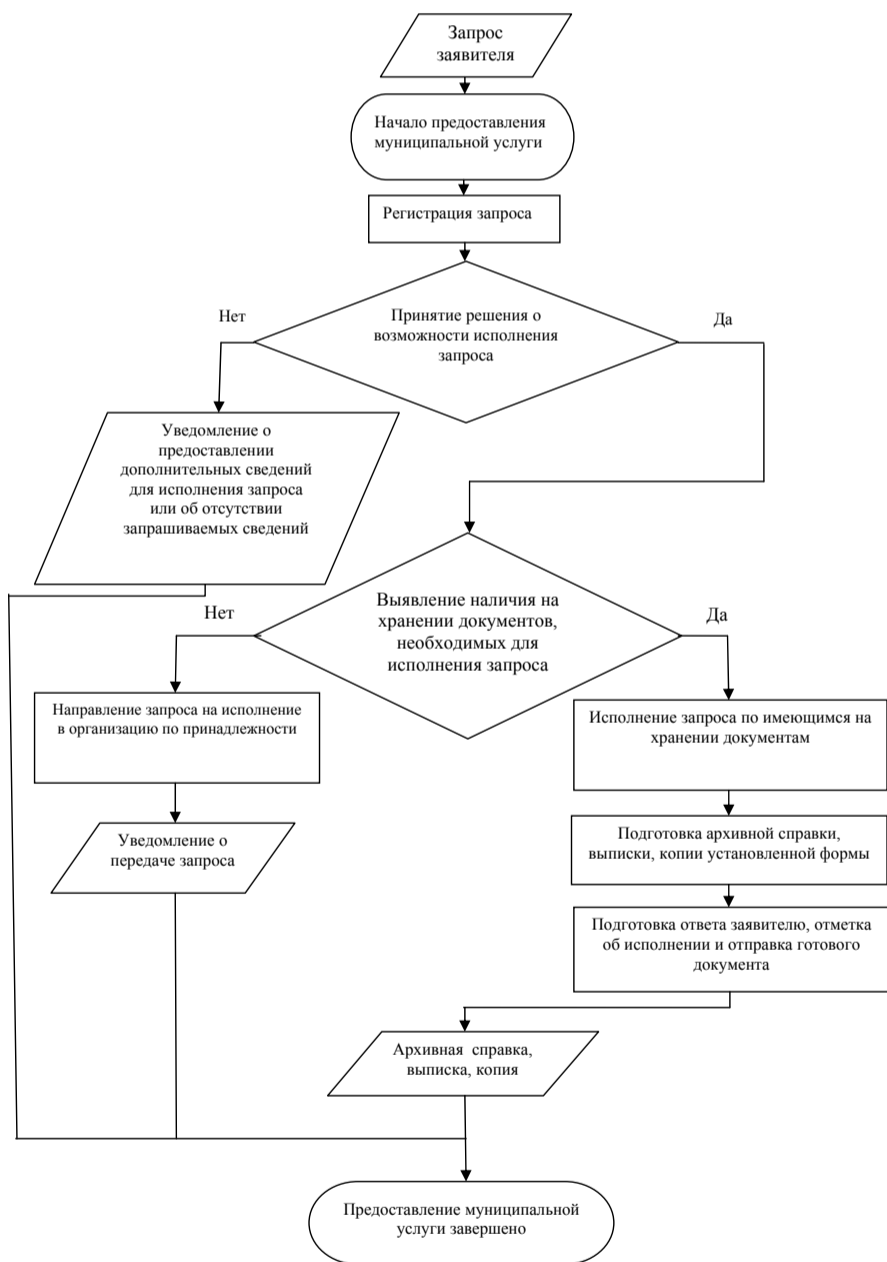 Запрос
заявителя
Начало предоставления
муниципальной услуги
Регистрация запроса
Нет
Принятие решения о
возможности исполнения
запроса
Да
Уведомление о
предоставлении
дополнительных сведений
для исполнения запроса
или об отсутствии
запрашиваемых сведений
Нет
Выявление наличия на
хранении документов,
необходимых для
исполнения запроса
Да
Направление запроса на исполнение
в организацию по принадлежности
Исполнение запроса по имеющимся на
хранении документам
Уведомление о
передаче запроса
Подготовка архивной справки,
выписки, копии установленной формы
Подготовка ответа заявителю, отметка
об исполнении и отправка готового
документа
Архивная справка,
выписка, копия
Предоставление муниципальной
услуги завершено